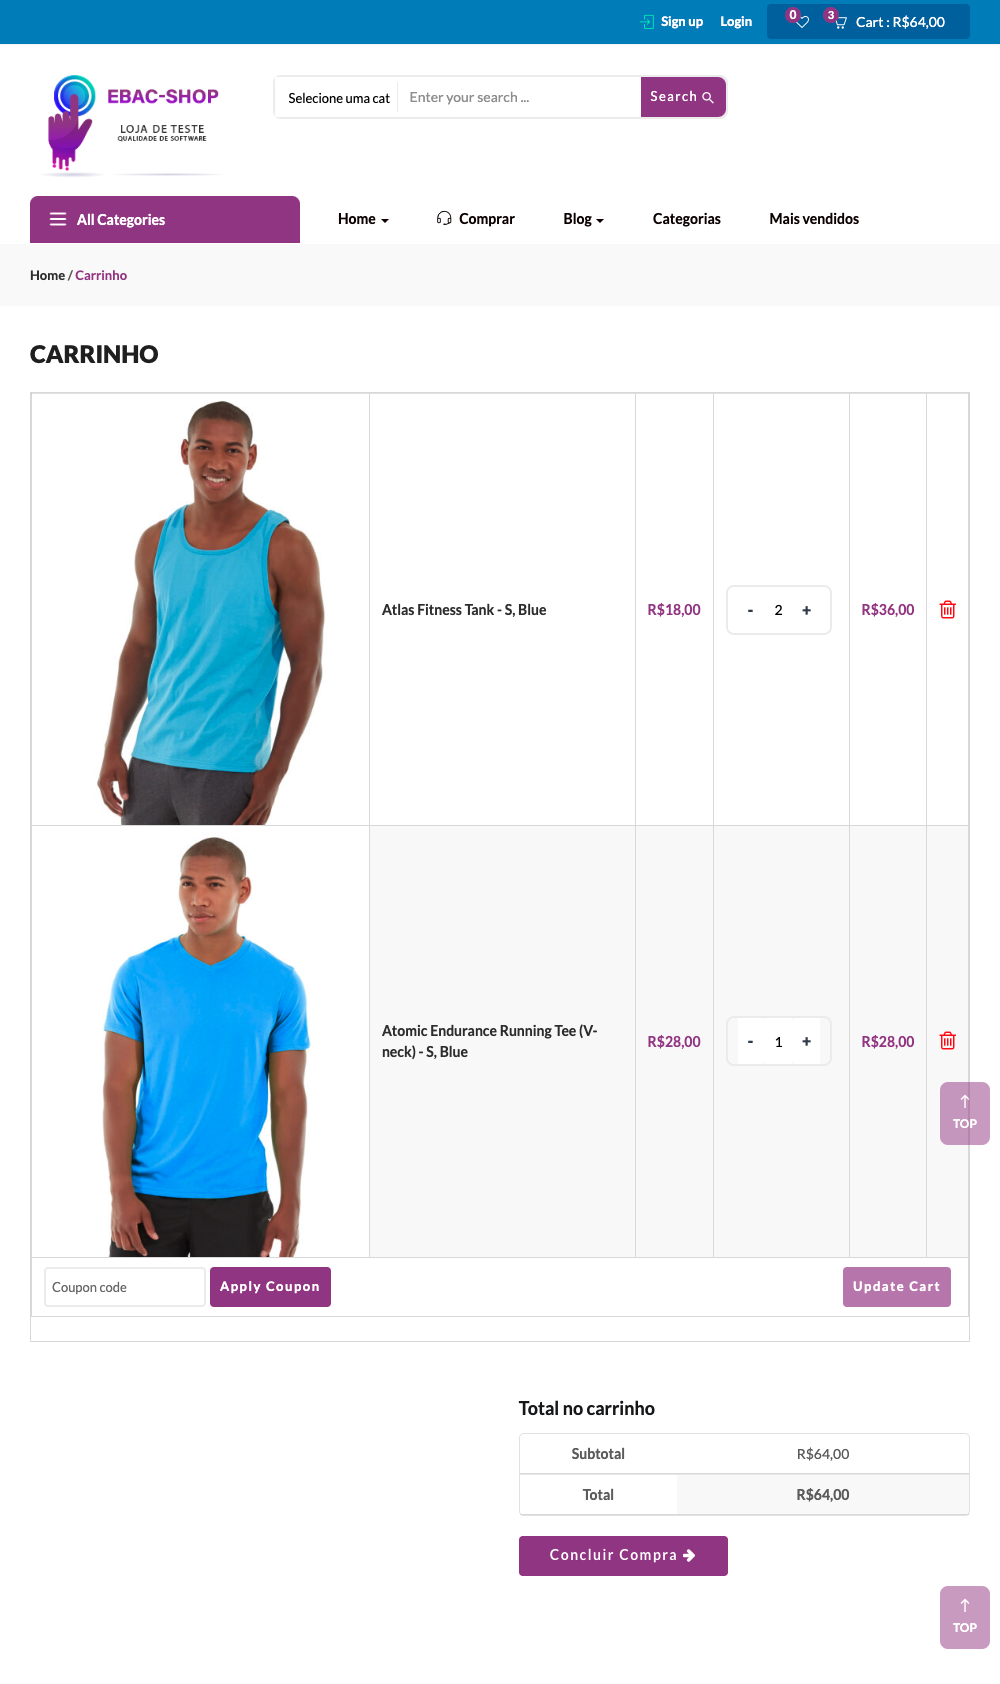 Sign up Login 0 3 Cart : R$64,00
EBAC-SHOP
LOJA DE TESTE
QUALIDADE DE SOFTWARE
Selecione uma cat Enter your search ... Search
All Categories Home Comprar Blog Categorias Mais vendidos
Home / Carrinho
CARRINHO
Atlas Fitness Tank - S, Blue R$18,00 - 2 + R$36,00
Atomic Endurance Running Tee (V-
neck) - S, Blue R$28,00 - 1 + R$28,00
TOP
Coupon code Apply Coupon Update Cart
Total no carrinho
Subtotal R$64,00
Total R$64,00
Concluir Compra
TOP